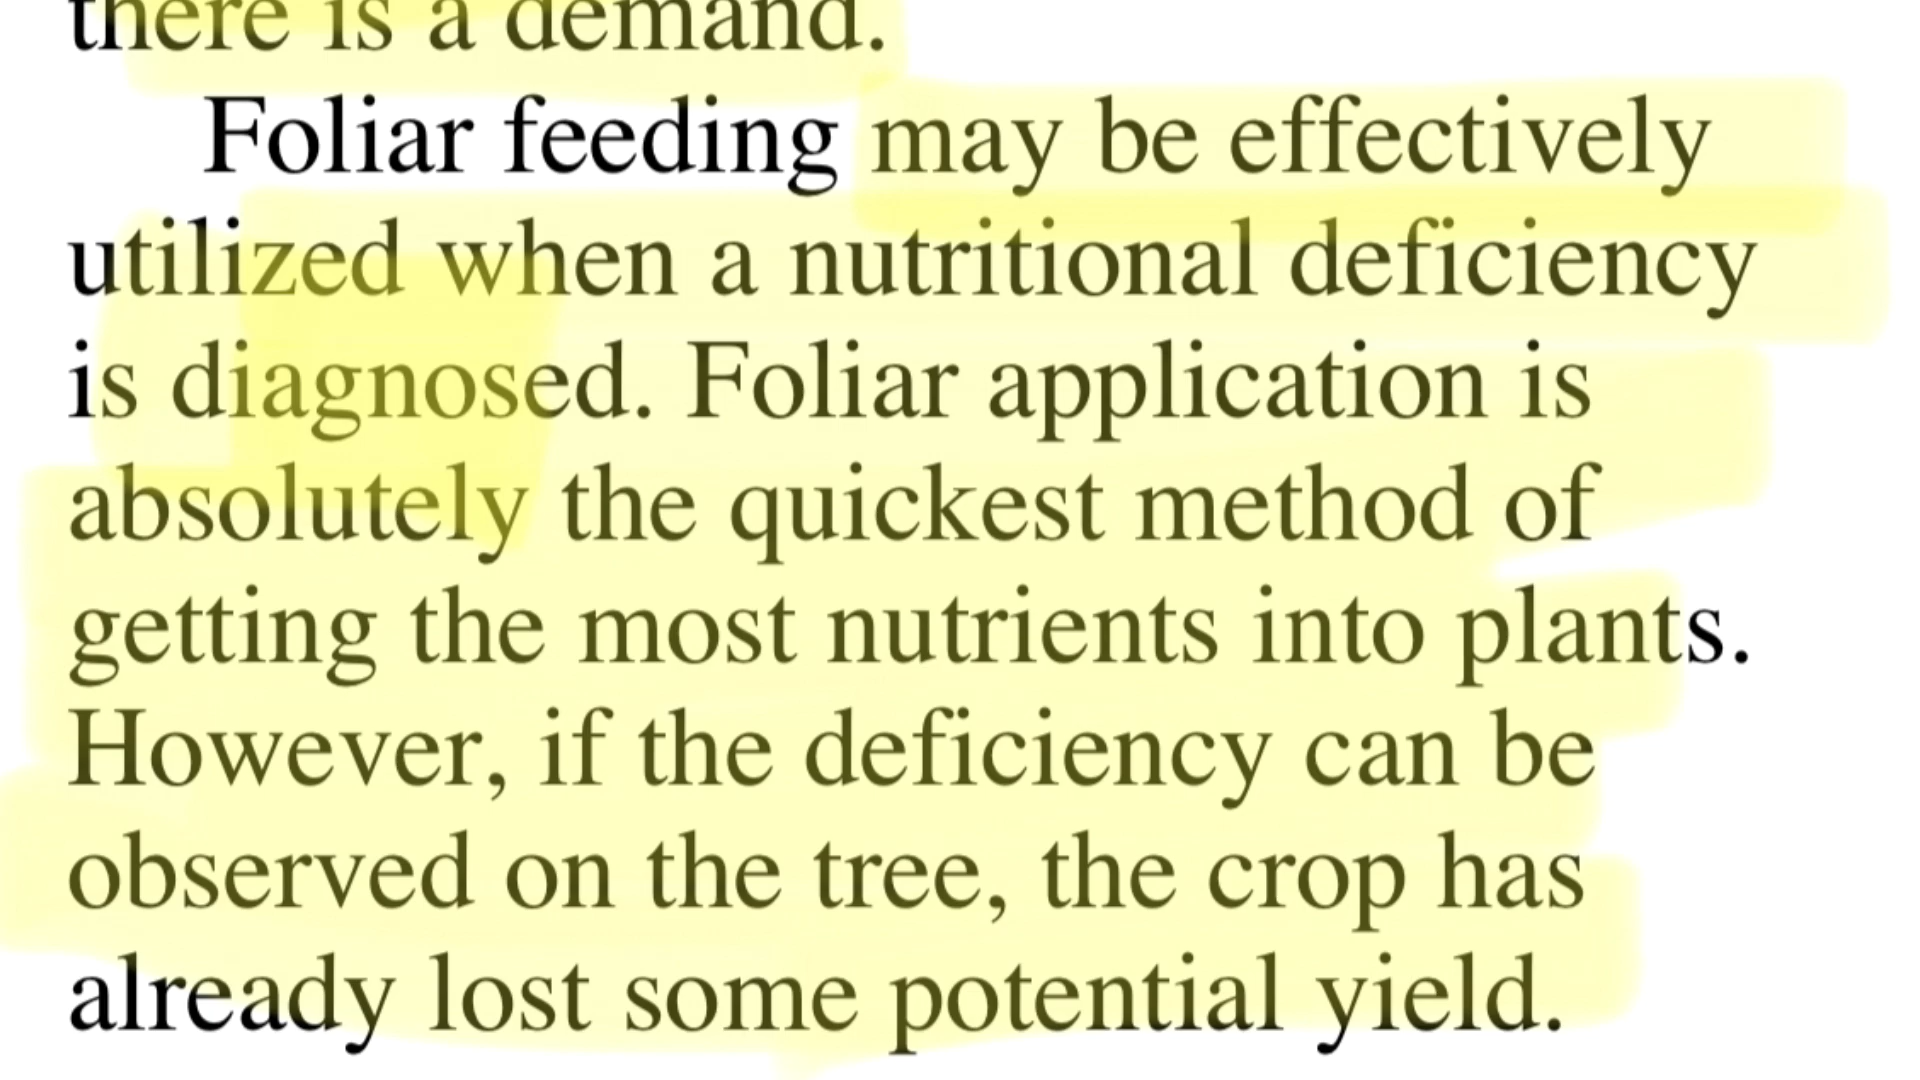 there is a demand.
Foliar feeding may be effectively
utilized when a nutritional deficiency
is diagnosed. Foliar application is
absolutely the quickest method of
getting the most nutrients into plants.
However, if the deficiency can be
observed on the tree, the crop has
already lost some potential yield.